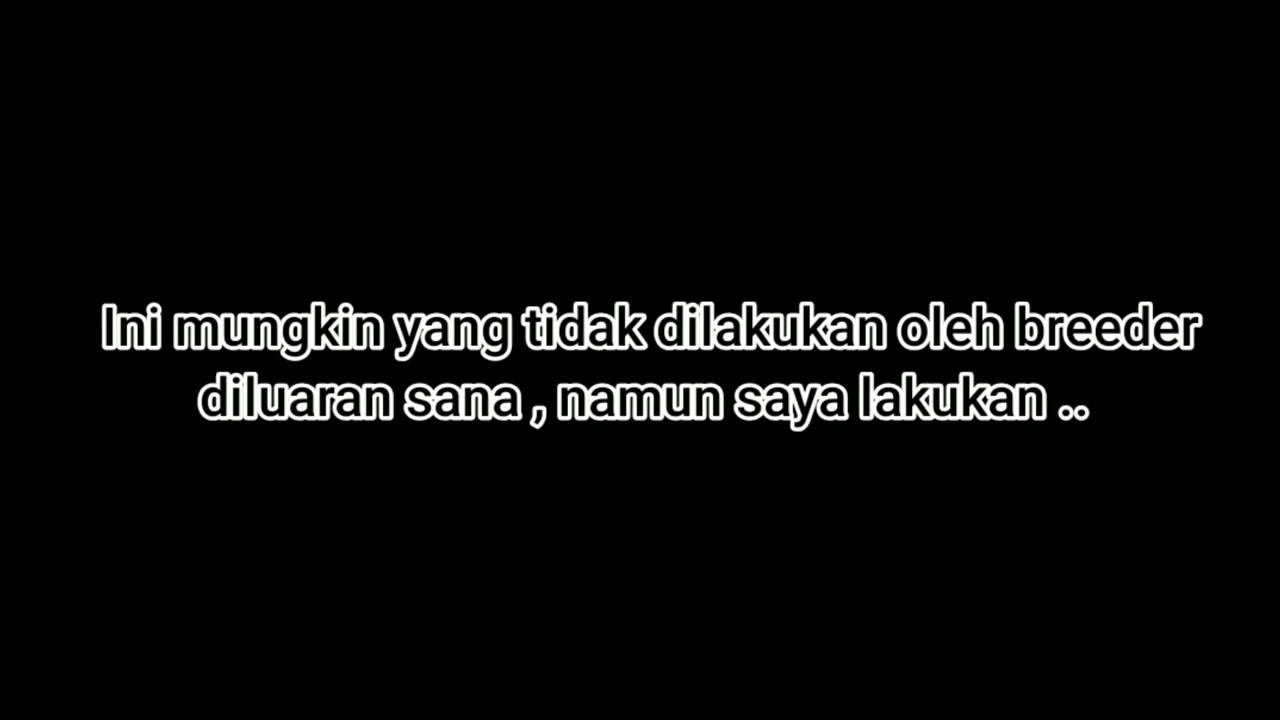 Ini mungkin yang tidak dilakukan oleh breeder
diluaran sana , namun saya lakukan ..